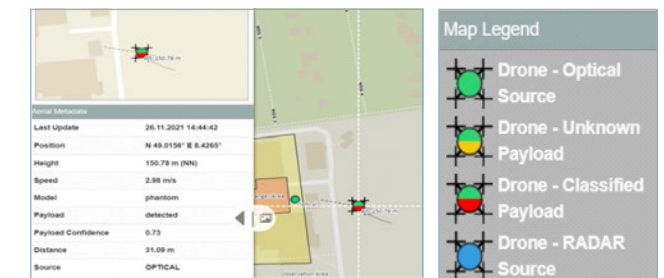 150.78 m
Aerial Metadata
Last Update 26.11.2021 14:44:42
Position N 49.0156° E 8.4265°
Height 150.78 m (NN)
Speed 2.98 m/s
Model phantom
Payload detected
Payload Confidence 0.73
Distance 31.09 m
Source OPTICAL
Observation area
Map Legend
Drone - Optical
Source
Drone - Unknown
Payload
Drone - Classified
Payload
Drone - RADAR
Source